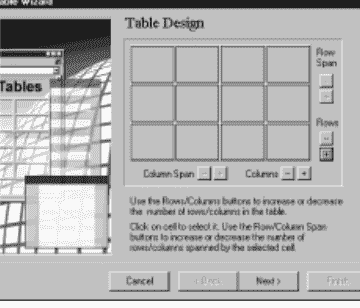 Table Wizard
Table Design
Tables
Row
Span
Rows
Column Span - +
Columns - +
Use the Rows/Columns buttons to increase or decrease
the number of rows/columns in the table.
Click on cell to select it. Use the Row/Column Span
buttons to increase or decrease the number of
rows/columns spanned by the selected cell.
Cancel
< Back
Next >
Finish